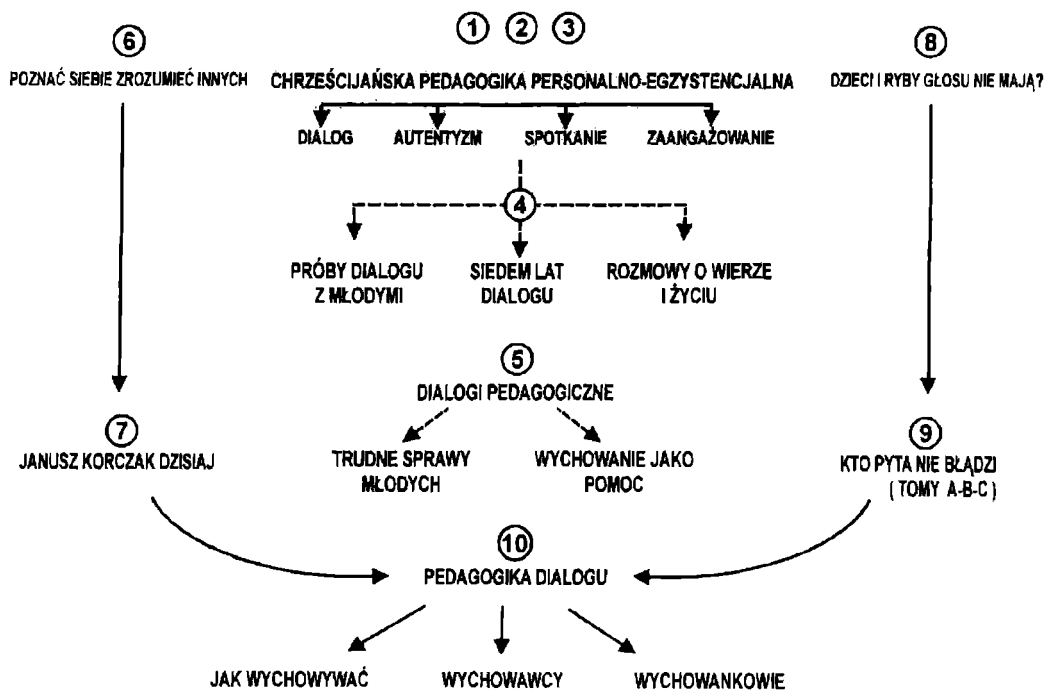 6
1 2 3
8
POZNAĆ SIEBIE ZROZUMIEĆ INNYCH
CHRZEŚCIJAŃSKA PEDAGOGIKA PERSONALNO-EGZYSTENCJALNA
DZIECI I RYBY GŁOSU NIE MAJĄ?
DIALOG
AUTENTYZM
SPOTKANIE
ZAANGAŻOWANIE
4
PRÓBY DIALOGU
Z MŁODYMI
SIEDEM LAT
DIALOGU
ROZMOWY O WIERZE
I ŻYCIU
5
DIALOGI PEDAGOGICZNE
7
JANUSZ KORCZAK DZISIAJ
TRUDNE SPRAWY
MŁODYCH
WYCHOWANIE JAKO
POMOC
9
KTO PYTA NIE BŁĄDZI
( TOMY A-B-C )
10
PEDAGOGIKA DIALOGU
JAK WYCHOWYWAĆ
WYCHOWAWCY
WYCHOWANKOWIE